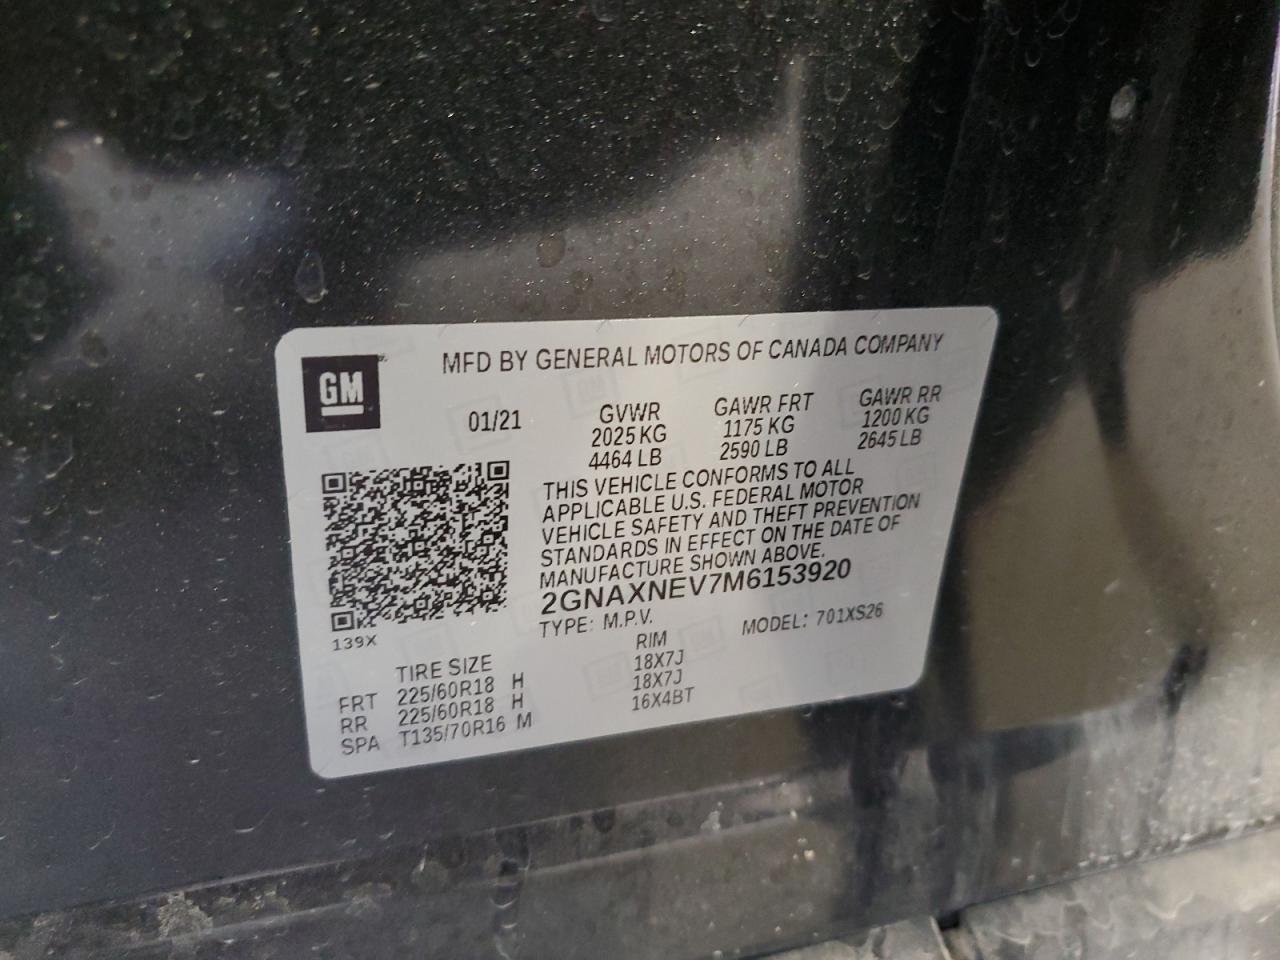 MFD BY GENERAL MOTORS OF CANADA COMPANY
GM
01/21 GVWR GAWR FRT GAWR RR
2025 KG 1175 KG 1200 KG
4464 LB 2590 LB 2645 LB
THIS VEHICLE CONFORMS TO ALL
APPLICABLE U.S. FEDERAL MOTOR
VEHICLE SAFETY AND THEFT PREVENTION
STANDARDS IN EFFECT ON THE DATE OF
MANUFACTURE SHOWN ABOVE.
2GNAXNEV7M6153920
TYPE: M.P.V. MODEL: 701XS26
139X
TIRE SIZE RIM
FRT 225/60R18 H 18X7J
RR 225/60R18 H 18X7J
SPA T135/70R16 M 16X4BT